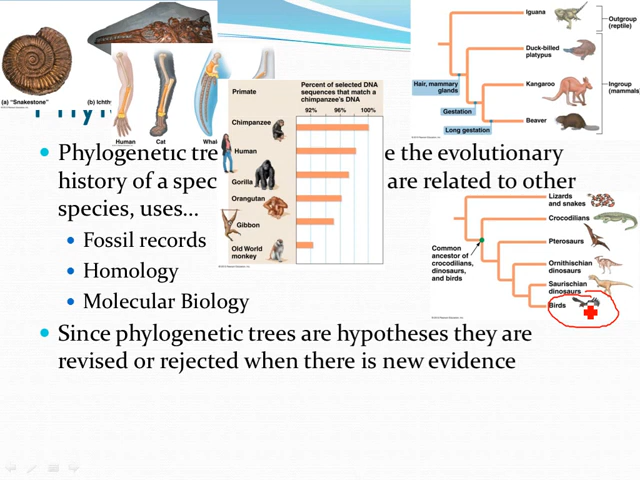 (a) "Snakestone"
(b) Ichth
Human
Cat
Whal
Primate
Percent of selected DNA
sequences that match a
chimpanzee's DNA
92%
96%
100%
Chimpanzee
Human
Gorilla
Orangutan
Gibbon
Old World
monkey
Iguana
Duck-billed
platypus
Kangaroo
Beaver
Hair, mammary
glands
Gestation
Long gestation
Outgroup
(reptile)
Ingroup
(mammals)
Phylogenetic tre e the evolutionary
history of a spec are related to other
species, uses...
Fossil records
Homology
Molecular Biology
Since phylogenetic trees are hypotheses they are
revised or rejected when there is new evidence
Lizards
and snakes
Crocodilians
Pterosaurs
Common
ancestor of
crocodilians,
dinosaurs,
and birds
Ornithischian
dinosaurs
Saurischian
dinosaurs
Birds